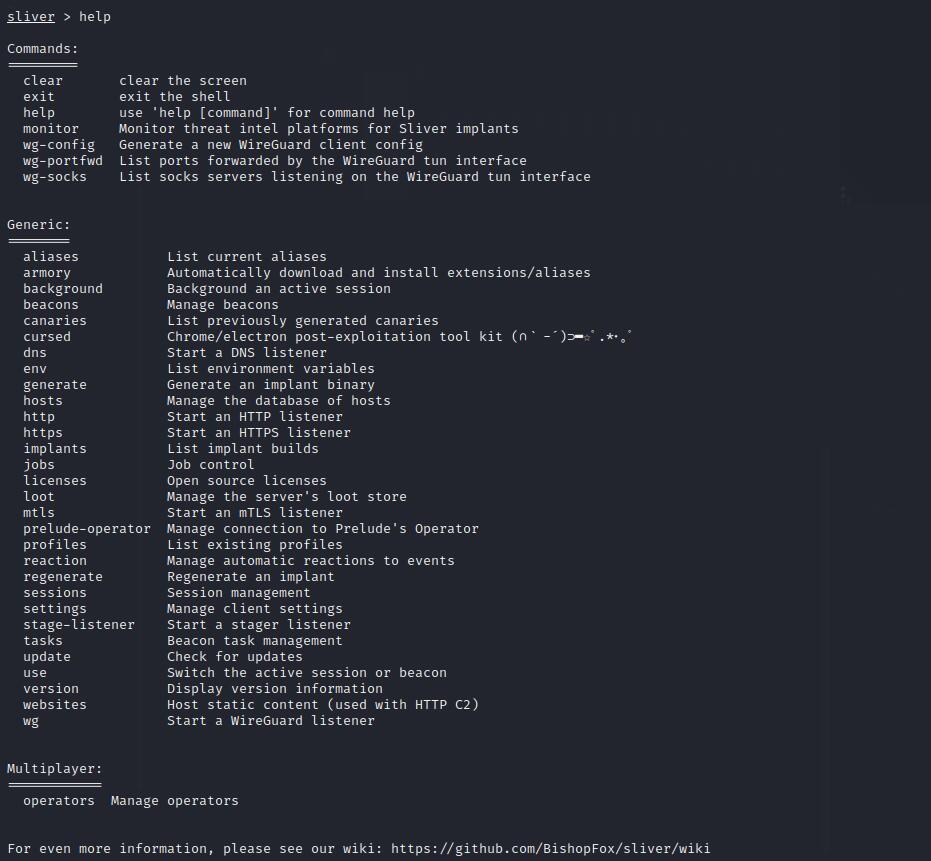 sliver > help
Commands:
clear clear the screen
exit exit the shell
help use 'help [command]' for command help
monitor Monitor threat intel platforms for Sliver implants
wg-config Generate a new WireGuard client config
wg-portfwd List ports forwarded by the WireGuard tun interface
wg-socks List socks servers listening on the WireGuard tun interface
Generic:
aliases List current aliases
armory Automatically download and install extensions/aliases
background Background an active session
beacons Manage beacons
canaries List previously generated canaries
cursed Chrome/electron post-exploitation tool kit (∩｀-´)⊃━☆ﾟ.*･｡ﾟ
dns Start a DNS listener
env List environment variables
generate Generate an implant binary
hosts Manage the database of hosts
http Start an HTTP listener
https Start an HTTPS listener
implants List implant builds
jobs Job control
licenses Open source licenses
loot Manage the server's loot store
mtls Start an mTLS listener
prelude-operator Manage connection to Prelude's Operator
profiles List existing profiles
reaction Manage automatic reactions to events
regenerate Regenerate an implant
sessions Session management
settings Manage client settings
stage-listener Start a stager listener
tasks Beacon task management
update Check for updates
use Switch the active session or beacon
version Display version information
websites Host static content (used with HTTP C2)
wg Start a WireGuard listener
Multiplayer:
operators Manage operators
For even more information, please see our wiki: https://github.com/BishopFox/sliver/wiki